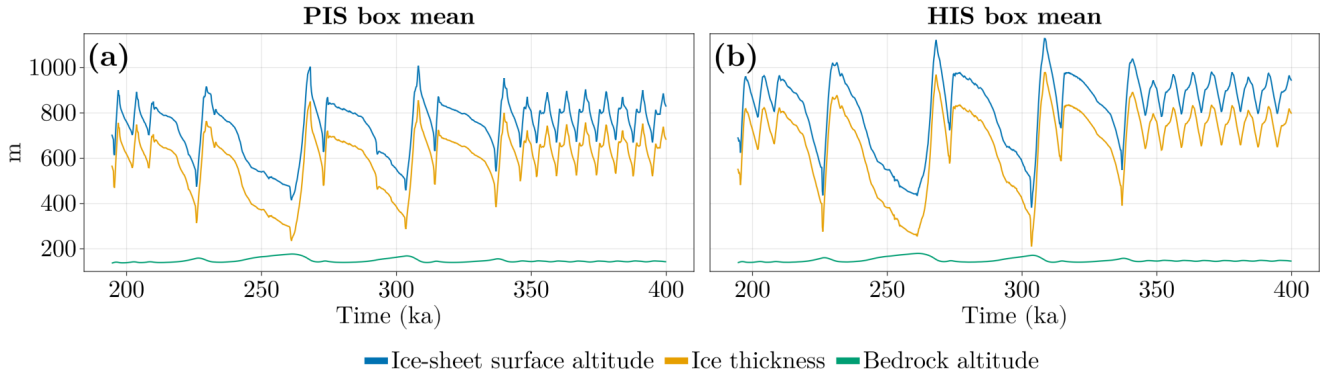 PIS box mean
HIS box mean
(a)
(b)
1000
800
600
400
200
m
200 250 300 350 400
200 250 300 350 400
Time (ka)
Time (ka)
Ice-sheet surface altitude Ice thickness Bedrock altitude